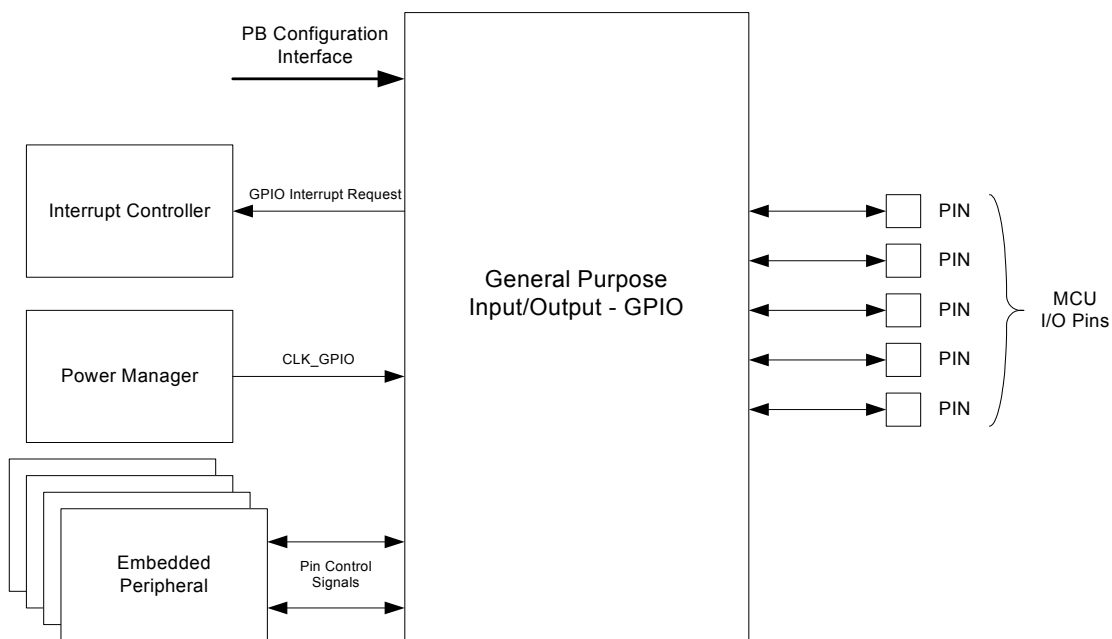 PB Configuration
Interface
Interrupt Controller
GPIO Interrupt Request
General Purpose
Input/Output - GPIO
Power Manager
CLK_GPIO
Embedded
Peripheral
Pin Control
Signals
PIN
PIN
PIN
PIN
PIN
MCU
I/O Pins